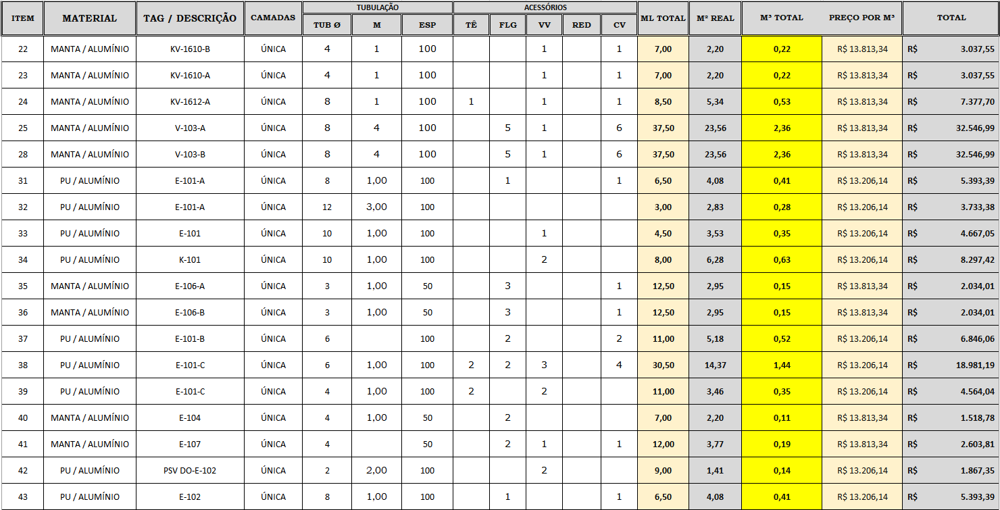 TUBULAÇÃO ACESSÓRIOS
ITEM MATERIAL TAG / DESCRIÇÃO CAMADAS TUB Ø M ESP TÊ FLG VV RED CV ML TOTAL M² REAL M³ TOTAL PREÇO POR M³ TOTAL
22 MANTA / ALUMÍNIO KV-1610-B ÚNICA 4 1 100 1 1 7,00 2,20 0,22 R$ 13.813,34 R$ 3.037,55
23 MANTA / ALUMÍNIO KV-1610-A ÚNICA 4 1 100 1 1 7,00 2,20 0,22 R$ 13.813,34 R$ 3.037,55
24 MANTA / ALUMÍNIO KV-1612-A ÚNICA 8 1 100 1 1 1 8,50 5,34 0,53 R$ 13.813,34 R$ 7.377,70
25 MANTA / ALUMÍNIO V-103-A ÚNICA 8 4 100 5 1 6 37,50 23,56 2,36 R$ 13.813,34 R$ 32.546,99
28 MANTA / ALUMÍNIO V-103-B ÚNICA 8 4 100 5 1 6 37,50 23,56 2,36 R$ 13.813,34 R$ 32.546,99
31 PU / ALUMÍNIO E-101-A ÚNICA 8 1,00 100 1 1 6,50 4,08 0,41 R$ 13.206,14 R$ 5.393,39
32 PU / ALUMÍNIO E-101-A ÚNICA 12 3,00 100 3,00 2,83 0,28 R$ 13.206,14 R$ 3.733,38
33 PU / ALUMÍNIO E-101 ÚNICA 10 1,00 100 1 4,50 3,53 0,35 R$ 13.206,14 R$ 4.667,05
34 PU / ALUMÍNIO K-101 ÚNICA 10 1,00 100 2 8,00 6,28 0,63 R$ 13.206,14 R$ 8.297,42
35 MANTA / ALUMÍNIO E-106-A ÚNICA 3 1,00 50 3 1 12,50 2,95 0,15 R$ 13.813,34 R$ 2.034,01
36 MANTA / ALUMÍNIO E-106-B ÚNICA 3 1,00 50 3 1 12,50 2,95 0,15 R$ 13.813,34 R$ 2.034,01
37 PU / ALUMÍNIO E-101-B ÚNICA 6 100 2 2 11,00 5,18 0,52 R$ 13.206,14 R$ 6.846,06
38 PU / ALUMÍNIO E-101-C ÚNICA 6 1,00 100 2 2 3 4 30,50 14,37 1,44 R$ 13.206,14 R$ 18.981,19
39 PU / ALUMÍNIO E-101-C ÚNICA 4 1,00 100 2 2 11,00 3,46 0,35 R$ 13.206,14 R$ 4.564,04
40 MANTA / ALUMÍNIO E-104 ÚNICA 4 1,00 50 2 7,00 2,20 0,11 R$ 13.813,34 R$ 1.518,78
41 MANTA / ALUMÍNIO E-107 ÚNICA 4 50 2 1 1 12,00 3,77 0,19 R$ 13.813,34 R$ 2.603,81
42 PU / ALUMÍNIO PSV DO-E-102 ÚNICA 2 2,00 100 2 9,00 1,41 0,14 R$ 13.206,14 R$ 1.867,35
43 PU / ALUMÍNIO E-102 ÚNICA 8 1,00 100 1 1 6,50 4,08 0,41 R$ 13.206,14 R$ 5.393,39